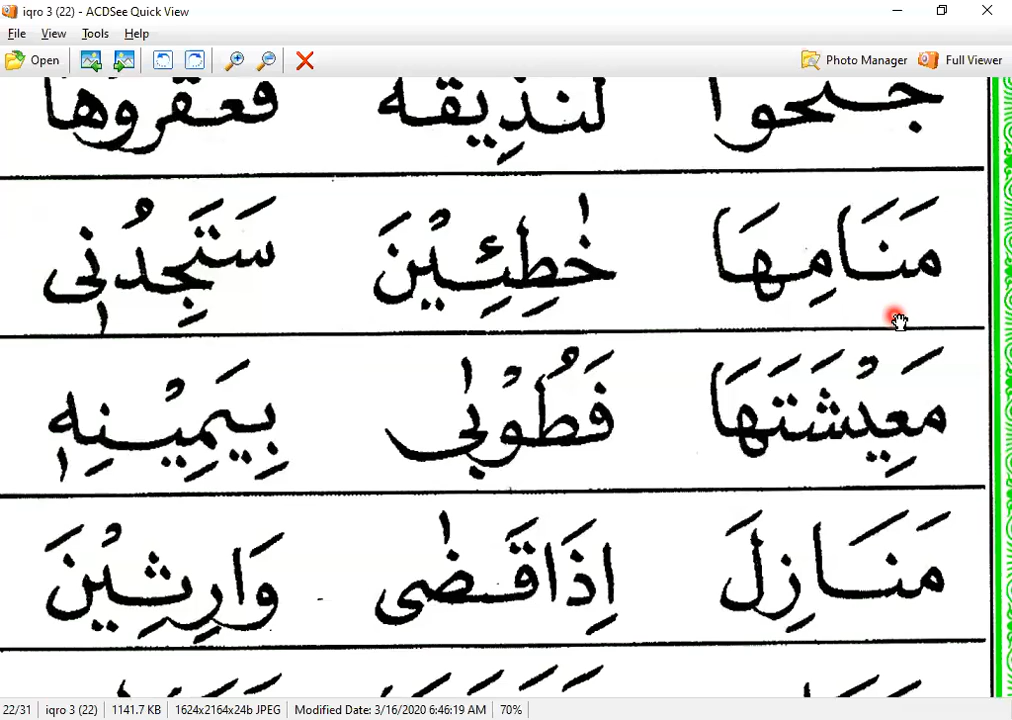 iqro 3 (22) - ACDSee Quick View
File View Tools Help
Open Photo Manager Full Viewer
جنحوا لنذيقه فعقروها
مَنَامِهَا خٰطِئِيْنَ سَتَجِدُنِيْ
مَعِيْشَتَهَا فَطُوْبٰى بِيَمِيْنِهٖ
مَنَازِلَ اِذَاقَضٰى وَارِثِيْنَ
22/31 iqro 3 (22) 1141.7 KB 1624x2164x24b JPEG Modified Date: 3/16/2020 6:46:19 AM 70%